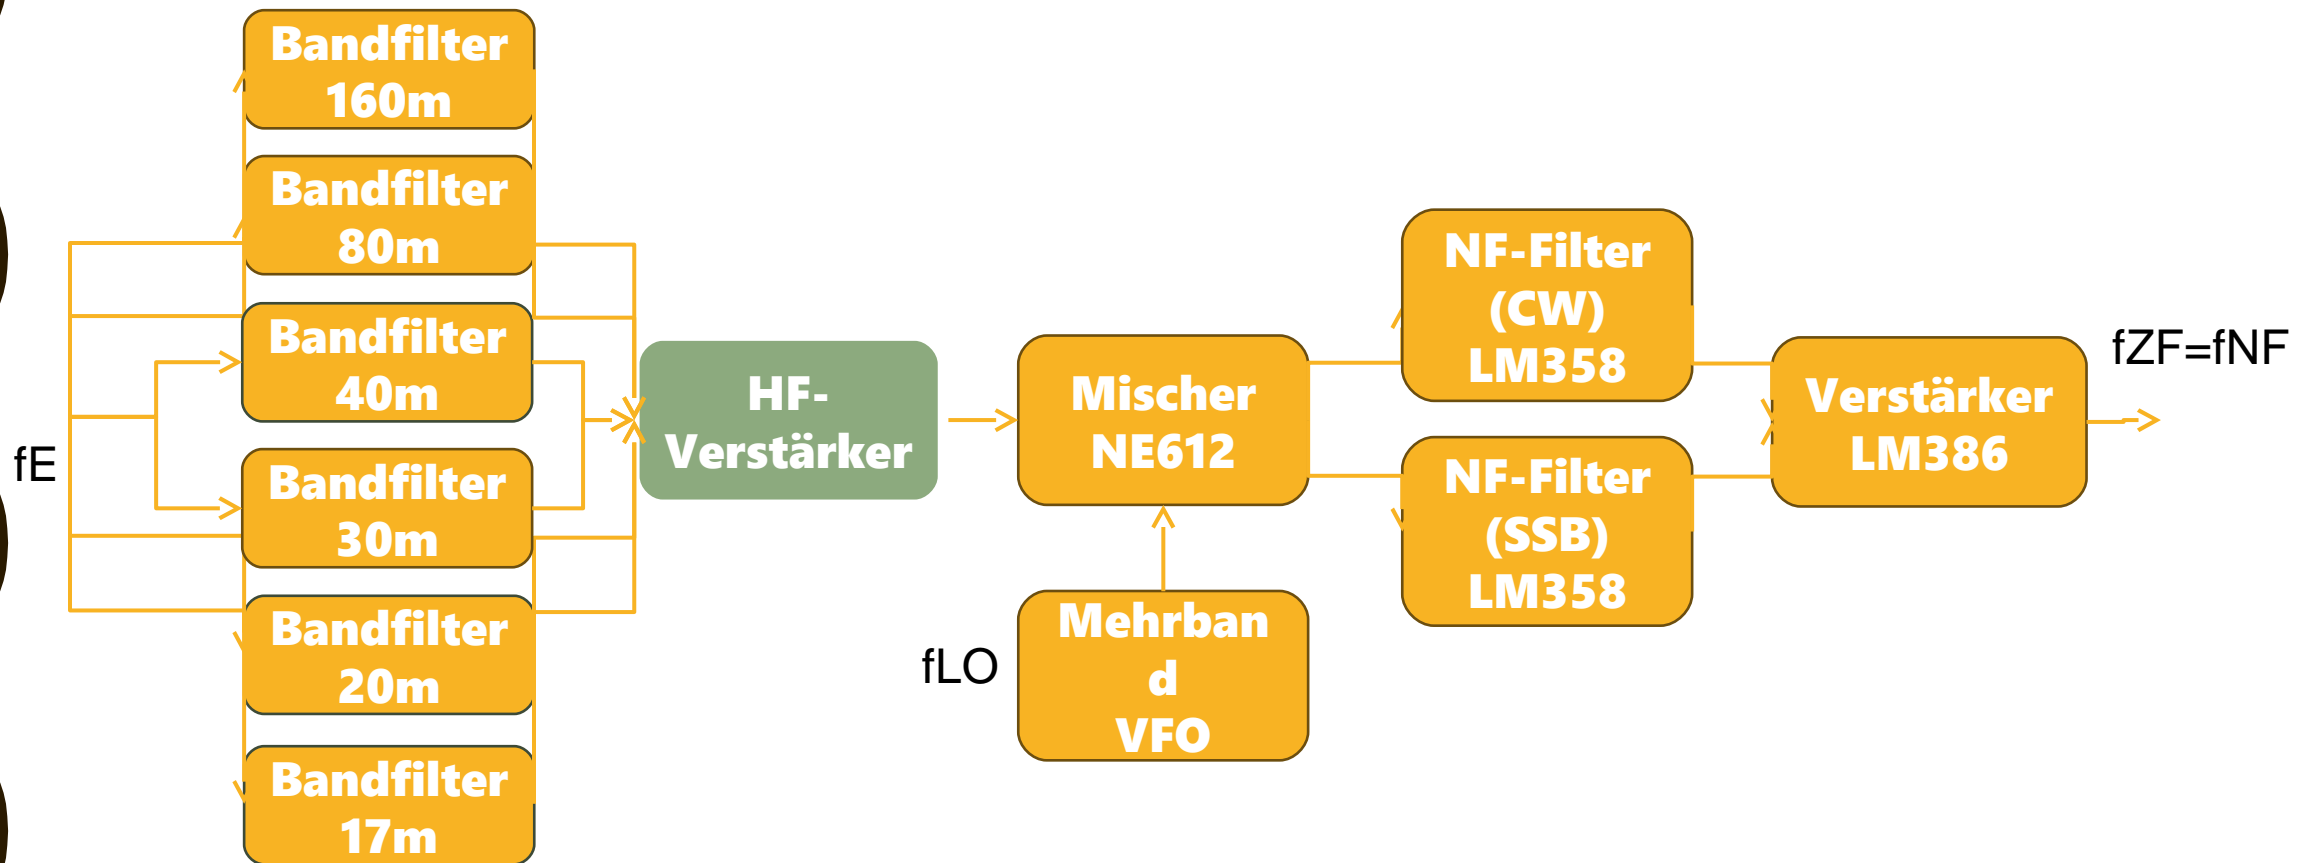 Bandfilter
160m
Bandfilter
80m
Bandfilter
40m
fE
Bandfilter
30m
Bandfilter
20m
Bandfilter
17m
HF-
Verstärker
Mischer
NE612
fLO
Mehrban
d
VFO
NF-Filter
(CW)
LM358
NF-Filter
(SSB)
LM358
Verstärker
LM386
fZF=fNF